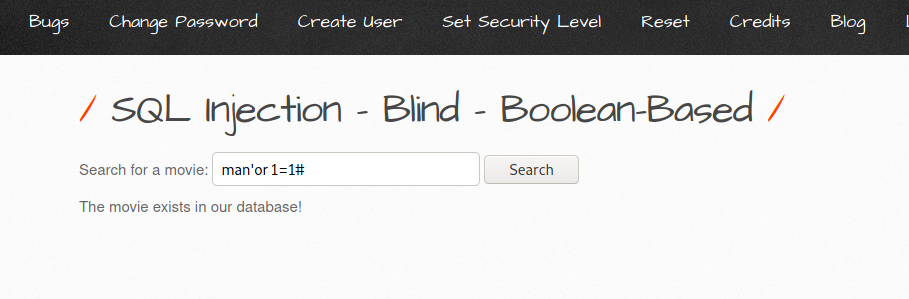 Bugs Change Password Create User Set Security Level Reset Credits Blog
/ SQL Injection - Blind - Boolean-Based /
Search for a movie: man'or 1=1# Search
The movie exists in our database!